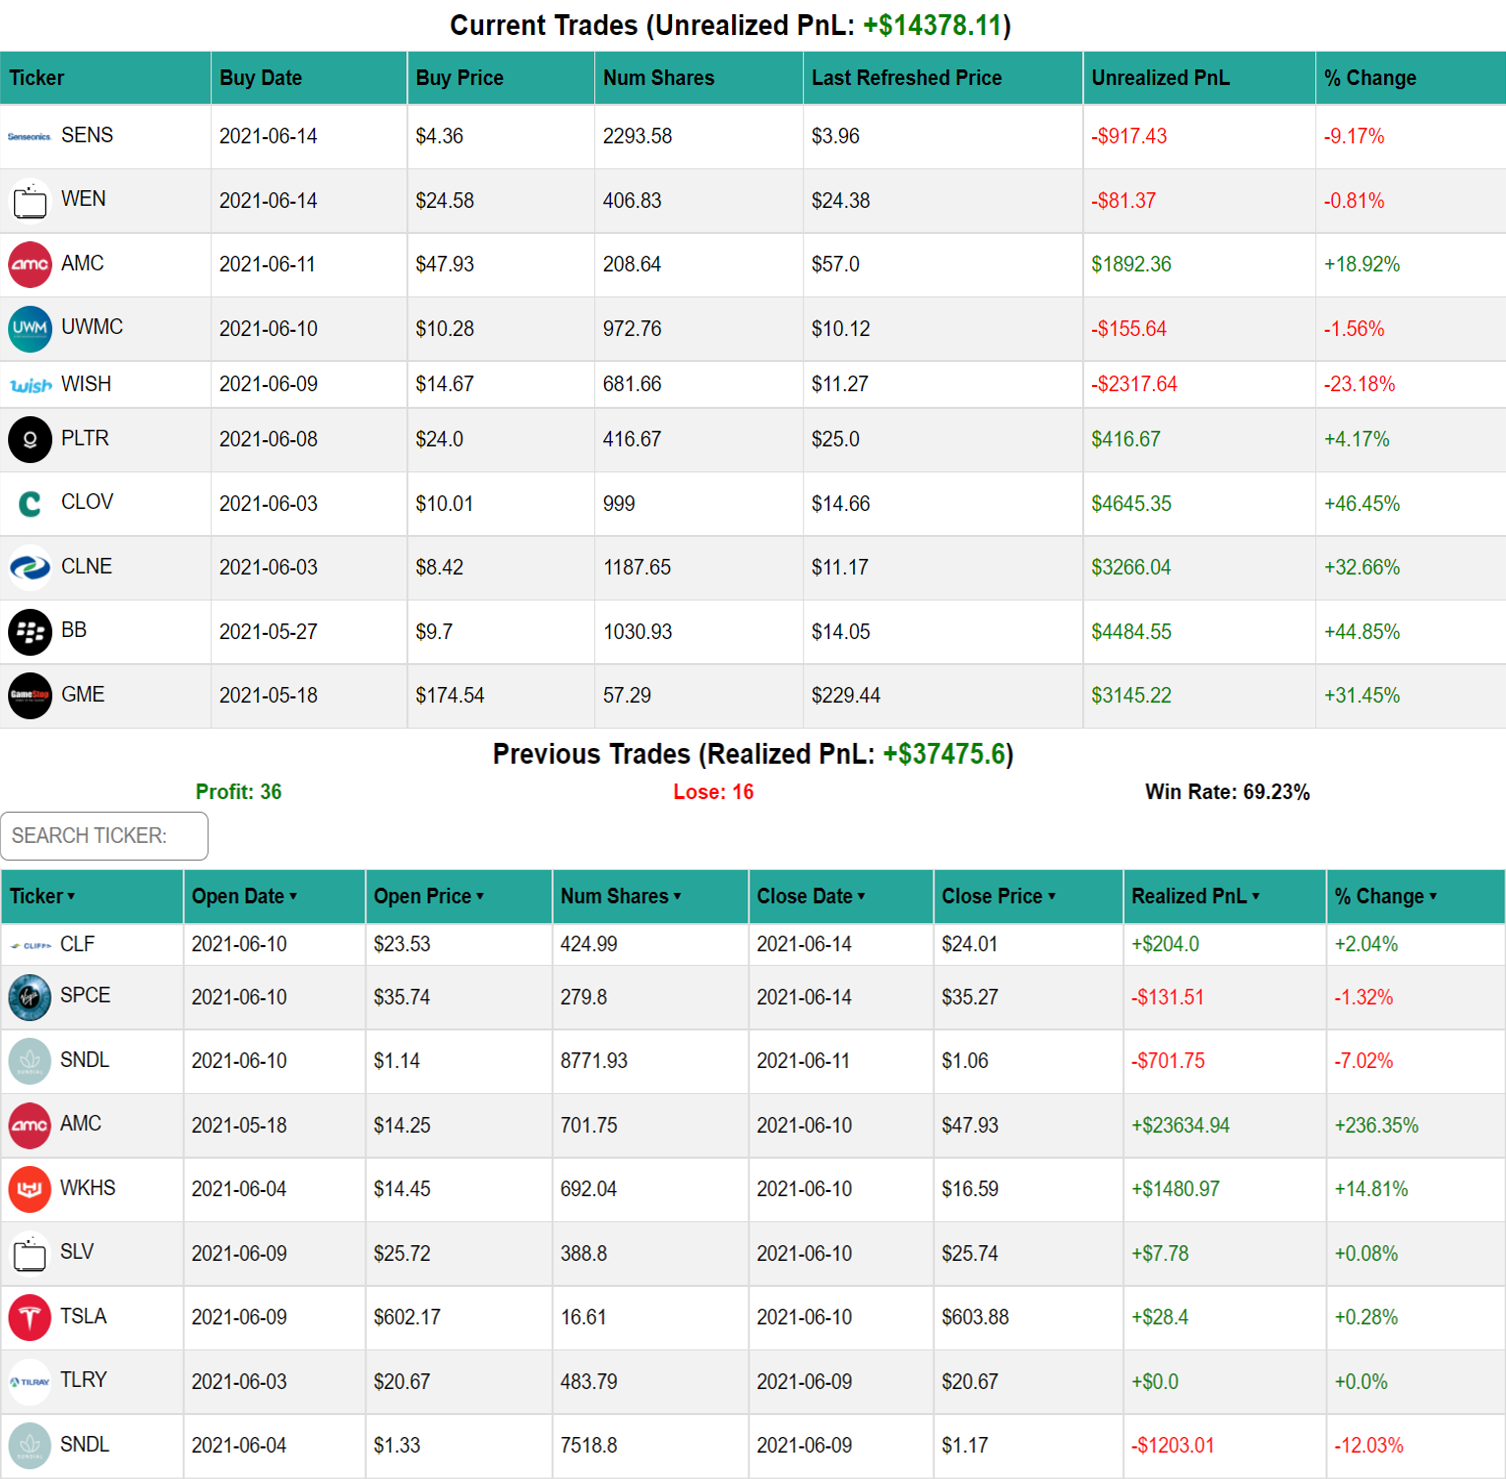 Current Trades (Unrealized PnL: +$14378.11)
Ticker Buy Date Buy Price Num Shares Last Refreshed Price Unrealized PnL % Change
Senseonics. SENS 2021-06-14 $4.36 2293.58 $3.96 -$917.43 -9.17%
WEN 2021-06-14 $24.58 406.83 $24.38 -$81.37 -0.81%
amc AMC 2021-06-11 $47.93 208.64 $57.0 $1892.36 +18.92%
UWM UWMC 2021-06-10 $10.28 972.76 $10.12 -$155.64 -1.56%
wish WISH 2021-06-09 $14.67 681.66 $11.27 -$2317.64 -23.18%
PLTR 2021-06-08 $24.0 416.67 $25.0 $416.67 +4.17%
C CLOV 2021-06-03 $10.01 999 $14.66 $4645.35 +46.45%
CLNE 2021-06-03 $8.42 1187.65 $11.17 $3266.04 +32.66%
BB 2021-05-27 $9.7 1030.93 $14.05 $4484.55 +44.85%
GameStop GME 2021-05-18 $174.54 57.29 $229.44 $3145.22 +31.45%
Previous Trades (Realized PnL: +$37475.6)
Profit: 36 Lose: 16 Win Rate: 69.23%
SEARCH TICKER:
Ticker▾ Open Date▾ Open Price▾ Num Shares▾ Close Date▾ Close Price▾ Realized PnL▾ % Change▾
CLIFFS CLF 2021-06-10 $23.53 424.99 2021-06-14 $24.01 +$204.0 +2.04%
SPCE 2021-06-10 $35.74 279.8 2021-06-14 $35.27 -$131.51 -1.32%
SUNDIAL SNDL 2021-06-10 $1.14 8771.93 2021-06-11 $1.06 -$701.75 -7.02%
amc AMC 2021-05-18 $14.25 701.75 2021-06-10 $47.93 +$23634.94 +236.35%
WKHS 2021-06-04 $14.45 692.04 2021-06-10 $16.59 +$1480.97 +14.81%
SLV 2021-06-09 $25.72 388.8 2021-06-10 $25.74 +$7.78 +0.08%
TSLA 2021-06-09 $602.17 16.61 2021-06-10 $603.88 +$28.4 +0.28%
TILRAY TLRY 2021-06-03 $20.67 483.79 2021-06-09 $20.67 +$0.0 +0.0%
SUNDIAL SNDL 2021-06-04 $1.33 7518.8 2021-06-09 $1.17 -$1203.01 -12.03%